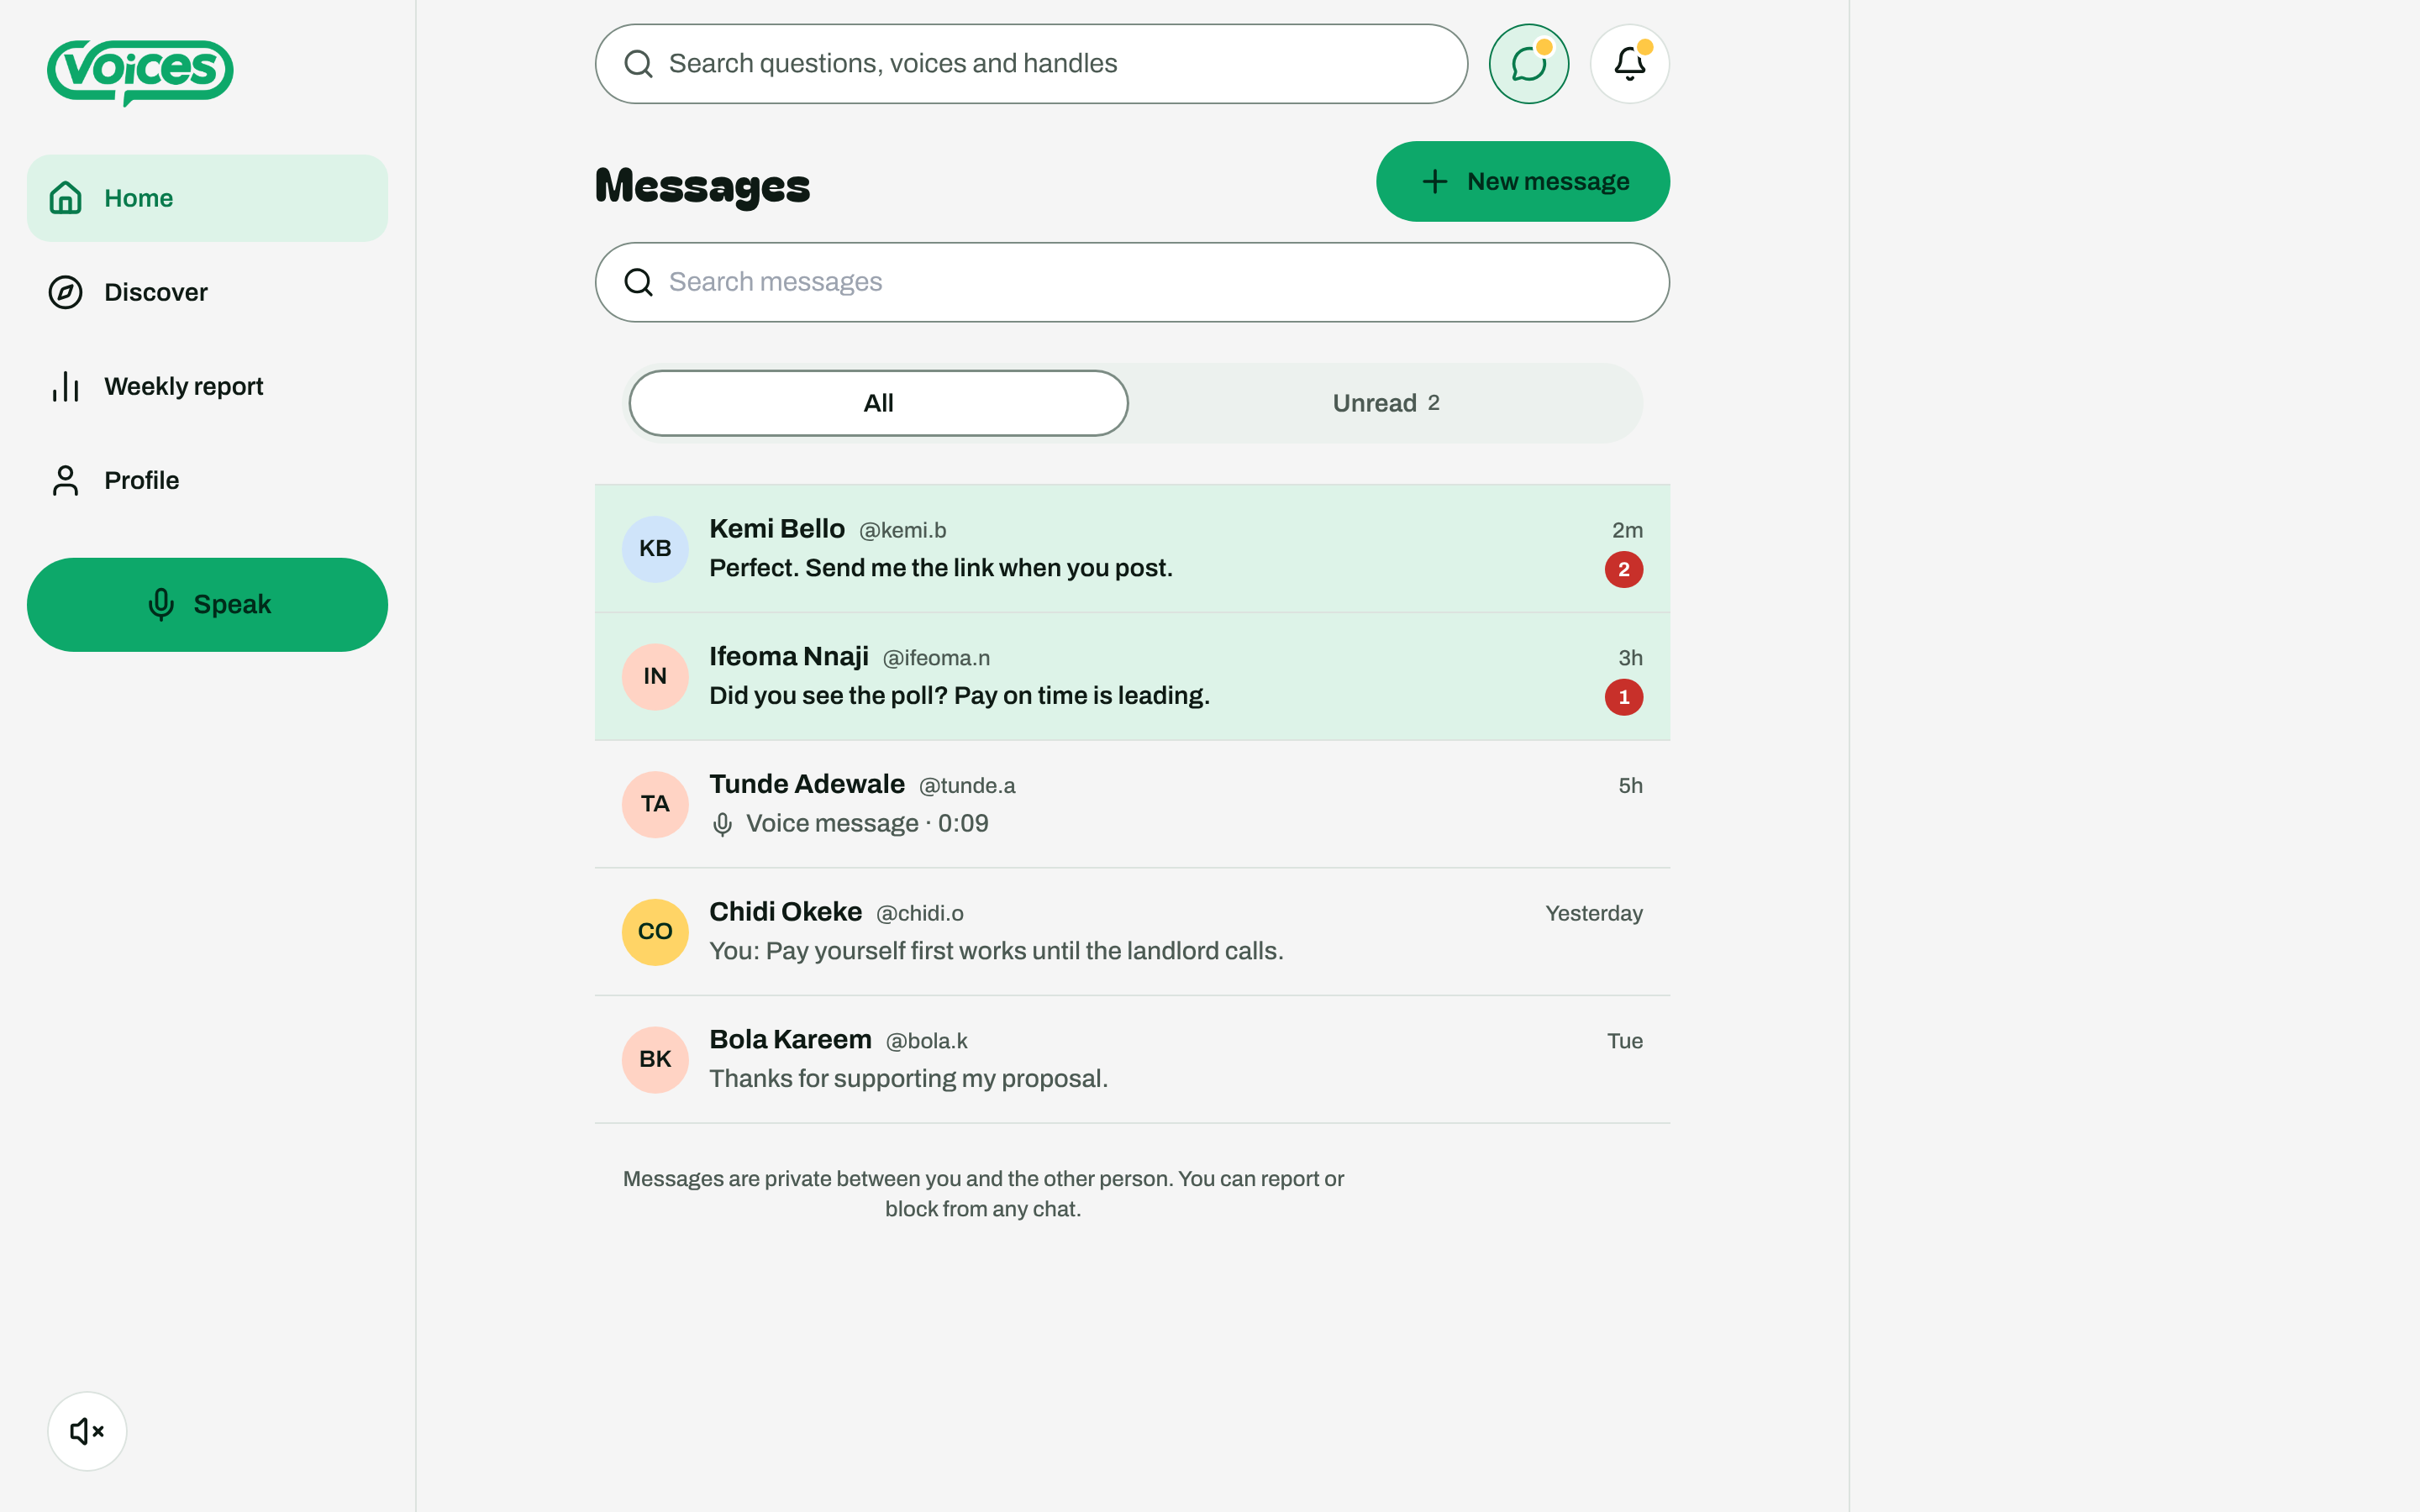 Voices
Home
Discover
Weekly report
Profile
Speak
Search questions, voices and handles
Messages
New message
Search messages
All
Unread 2
KB
Kemi Bello @kemi.b
2m
Perfect. Send me the link when you post.
2
IN
Ifeoma Nnaji @ifeoma.n
3h
Did you see the poll? Pay on time is leading.
1
TA
Tunde Adewale @tunde.a
5h
Voice message · 0:09
CO
Chidi Okeke @chidi.o
Yesterday
You: Pay yourself first works until the landlord calls.
BK
Bola Kareem @bola.k
Tue
Thanks for supporting my proposal.
Messages are private between you and the other person. You can report or
block from any chat.